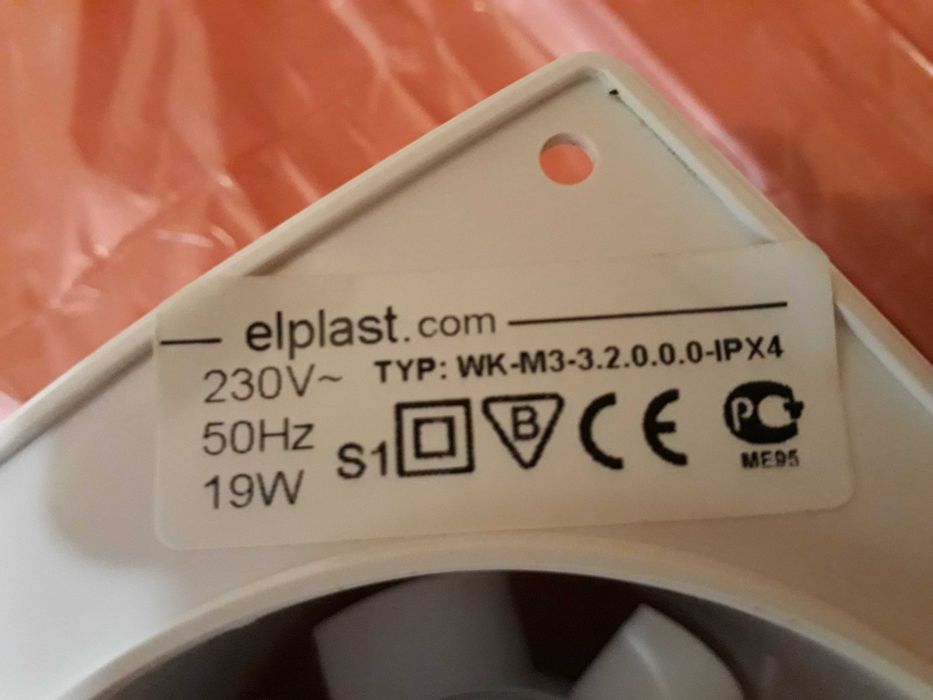 elplast.com
230V~ TYP: WK-M3-3.2.0.0.0-IPX4
50Hz
S1 B CE PC
19W ME95